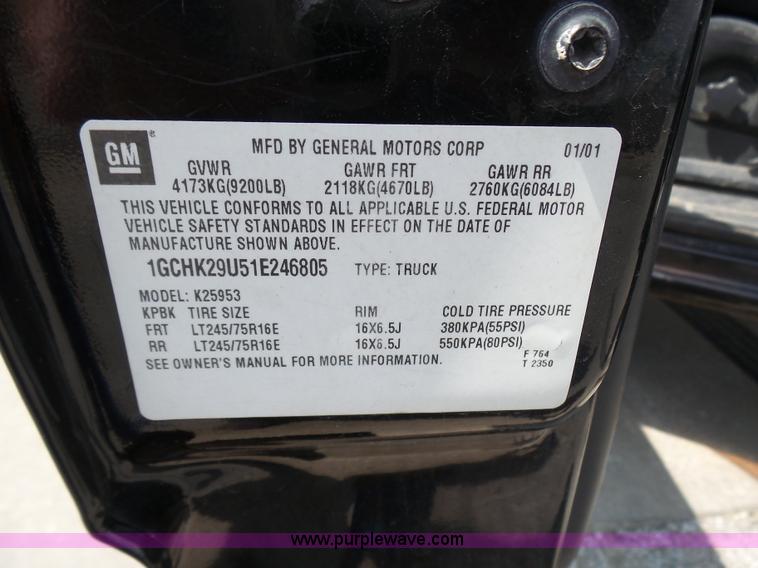 GM ®
MFD BY GENERAL MOTORS CORP 01/01
GVWR GAWR FRT GAWR RR
4173KG(9200LB) 2118KG(4670LB) 2760KG(6084LB)
THIS VEHICLE CONFORMS TO ALL APPLICABLE U.S. FEDERAL MOTOR
VEHICLE SAFETY STANDARDS IN EFFECT ON THE DATE OF
MANUFACTURE SHOWN ABOVE.
1GCHK29U51E246805 TYPE: TRUCK
MODEL: K25953
KPBK TIRE SIZE RIM COLD TIRE PRESSURE
FRT LT245/75R16E 16X6.5J 380KPA(55PSI)
RR LT245/75R16E 16X6.5J 550KPA(80PSI)
SEE OWNER'S MANUAL FOR MORE INFORMATION.
F 764
T 2350
www.purplewave.com